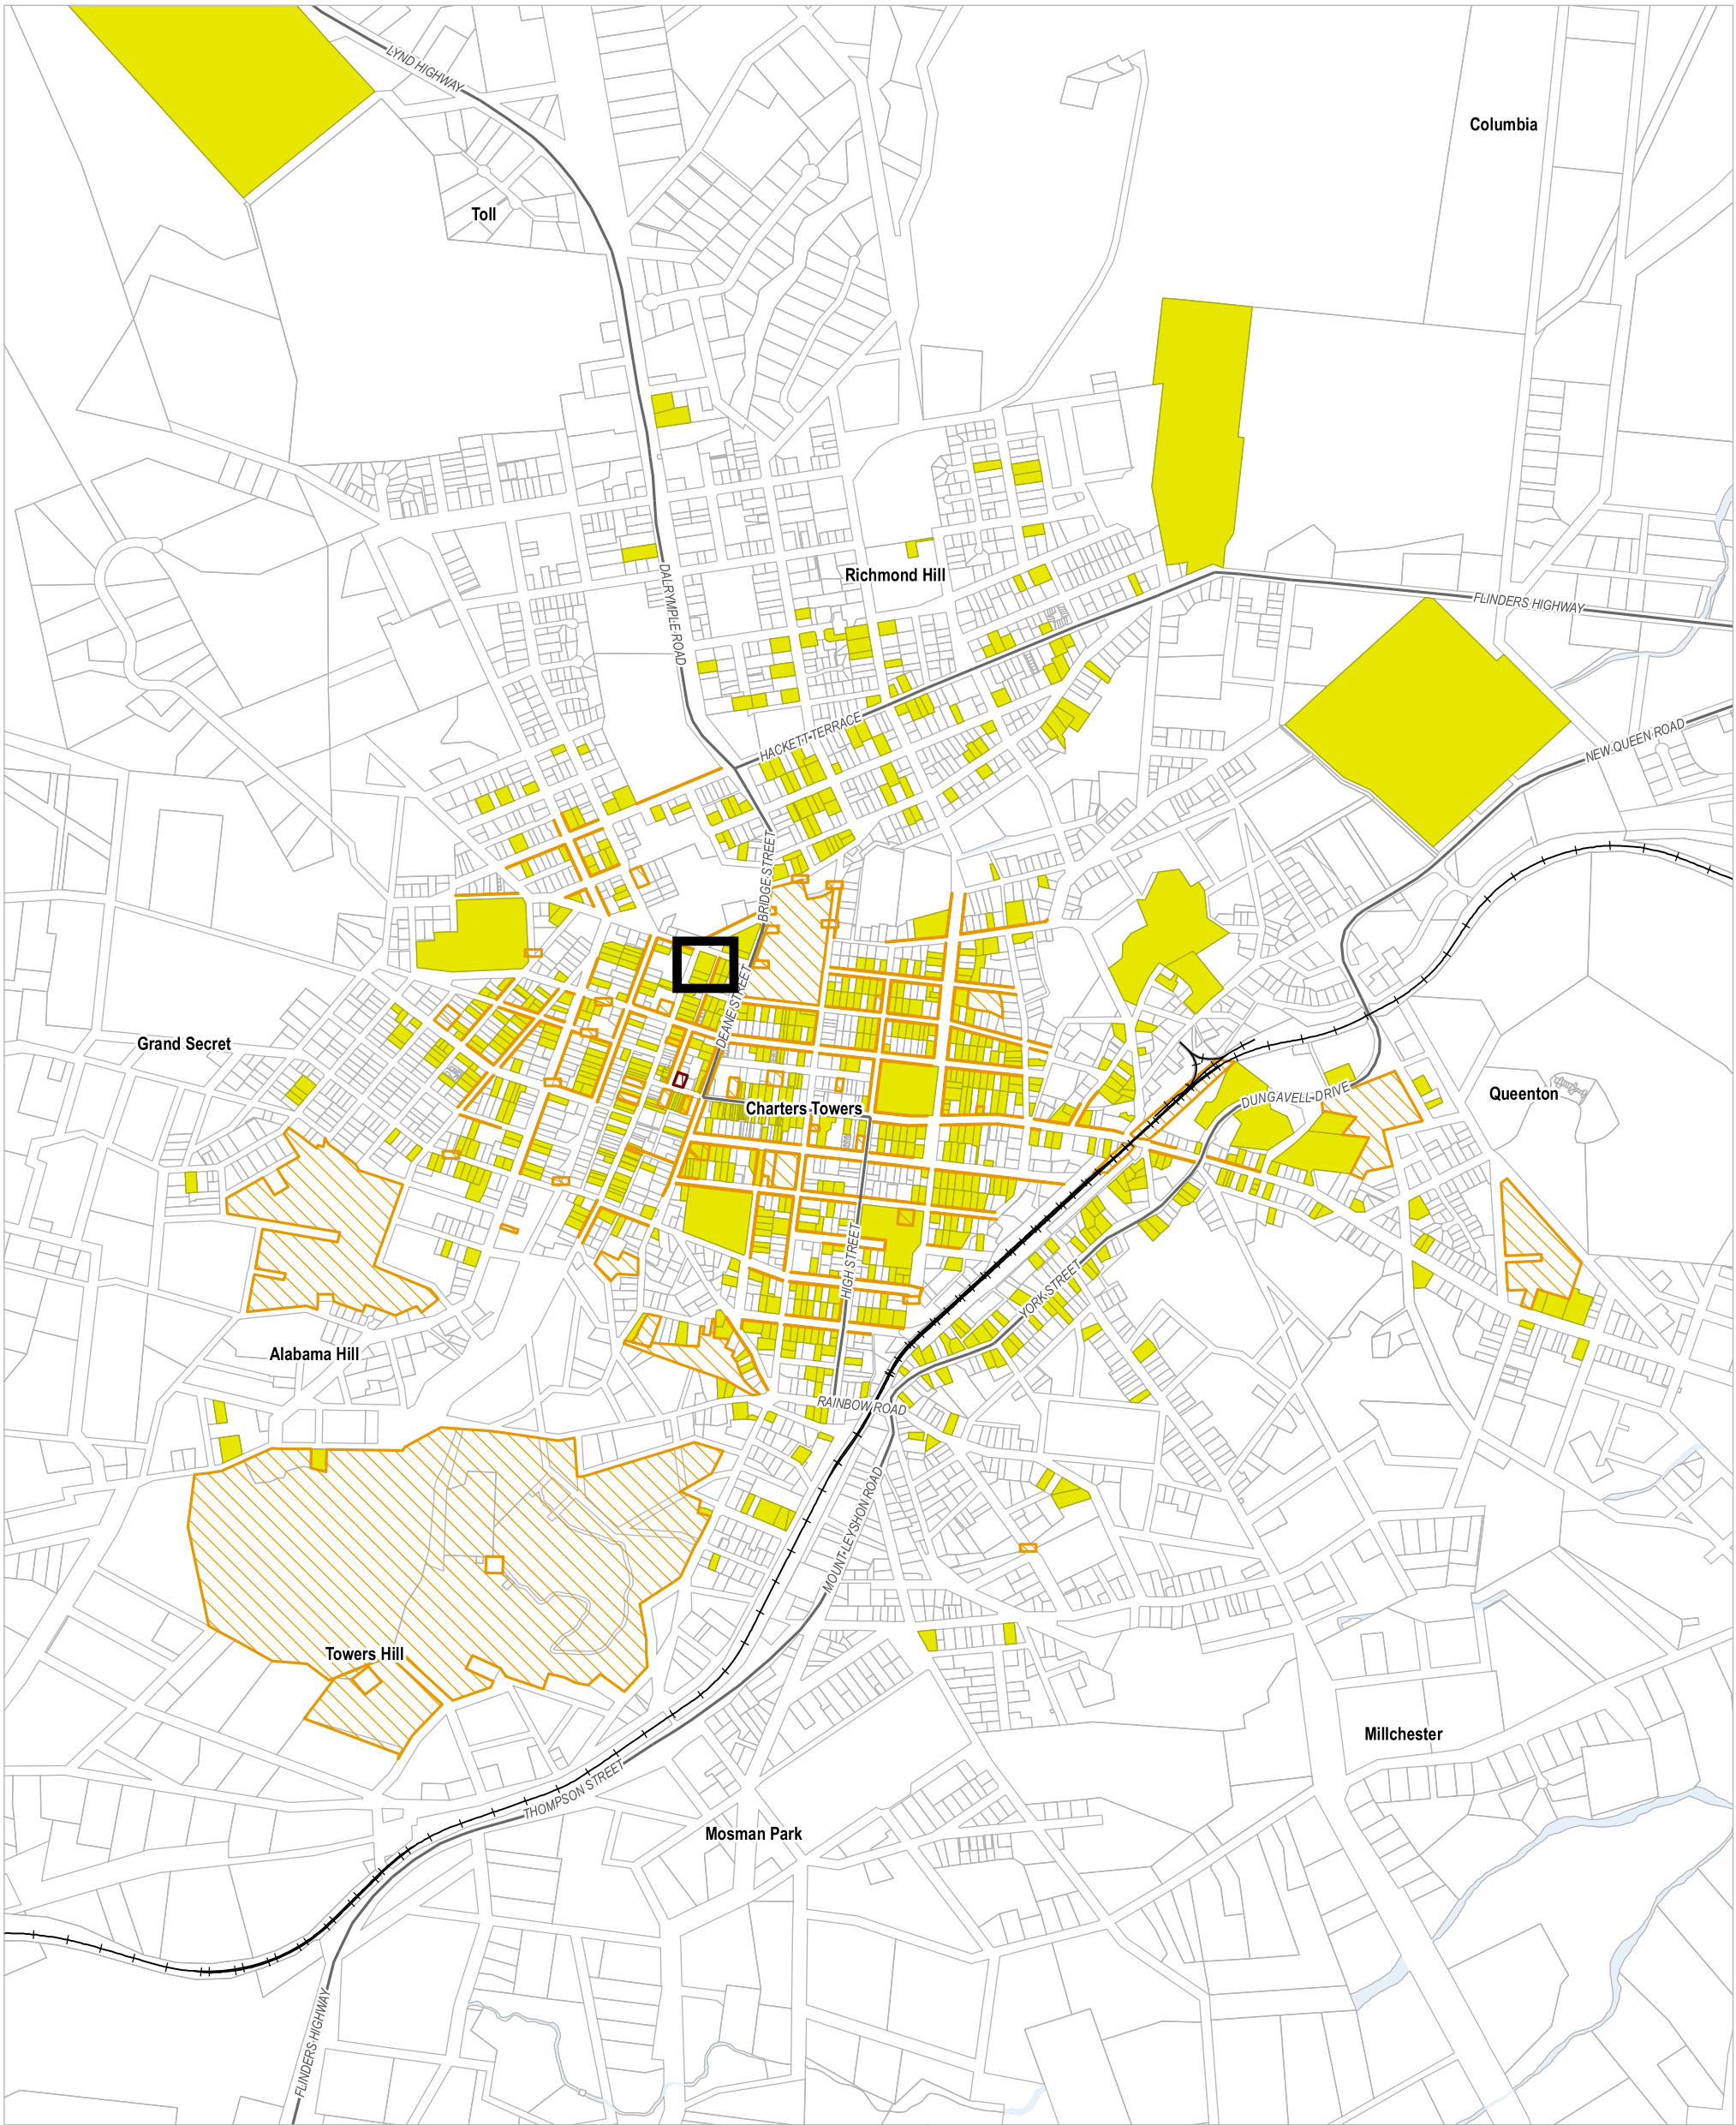 LYND HIGHWAY
Columbia
Toll
Richmond Hill
FLINDERS HIGHWAY
DALRYMPLE ROAD
HACKETT TERRACE
NEW QUEEN ROAD
BRIDGE STREET
DEANE STREET
Grand Secret
Charters Towers
DUNGAVELL DRIVE
Queenton
HIGH STREET
YORK STREET
Alabama Hill
RAINBOW ROAD
MOUNT LEYSHON ROAD
Towers Hill
Millchester
THOMPSON STREET
Mosman Park
FLINDERS HIGHWAY